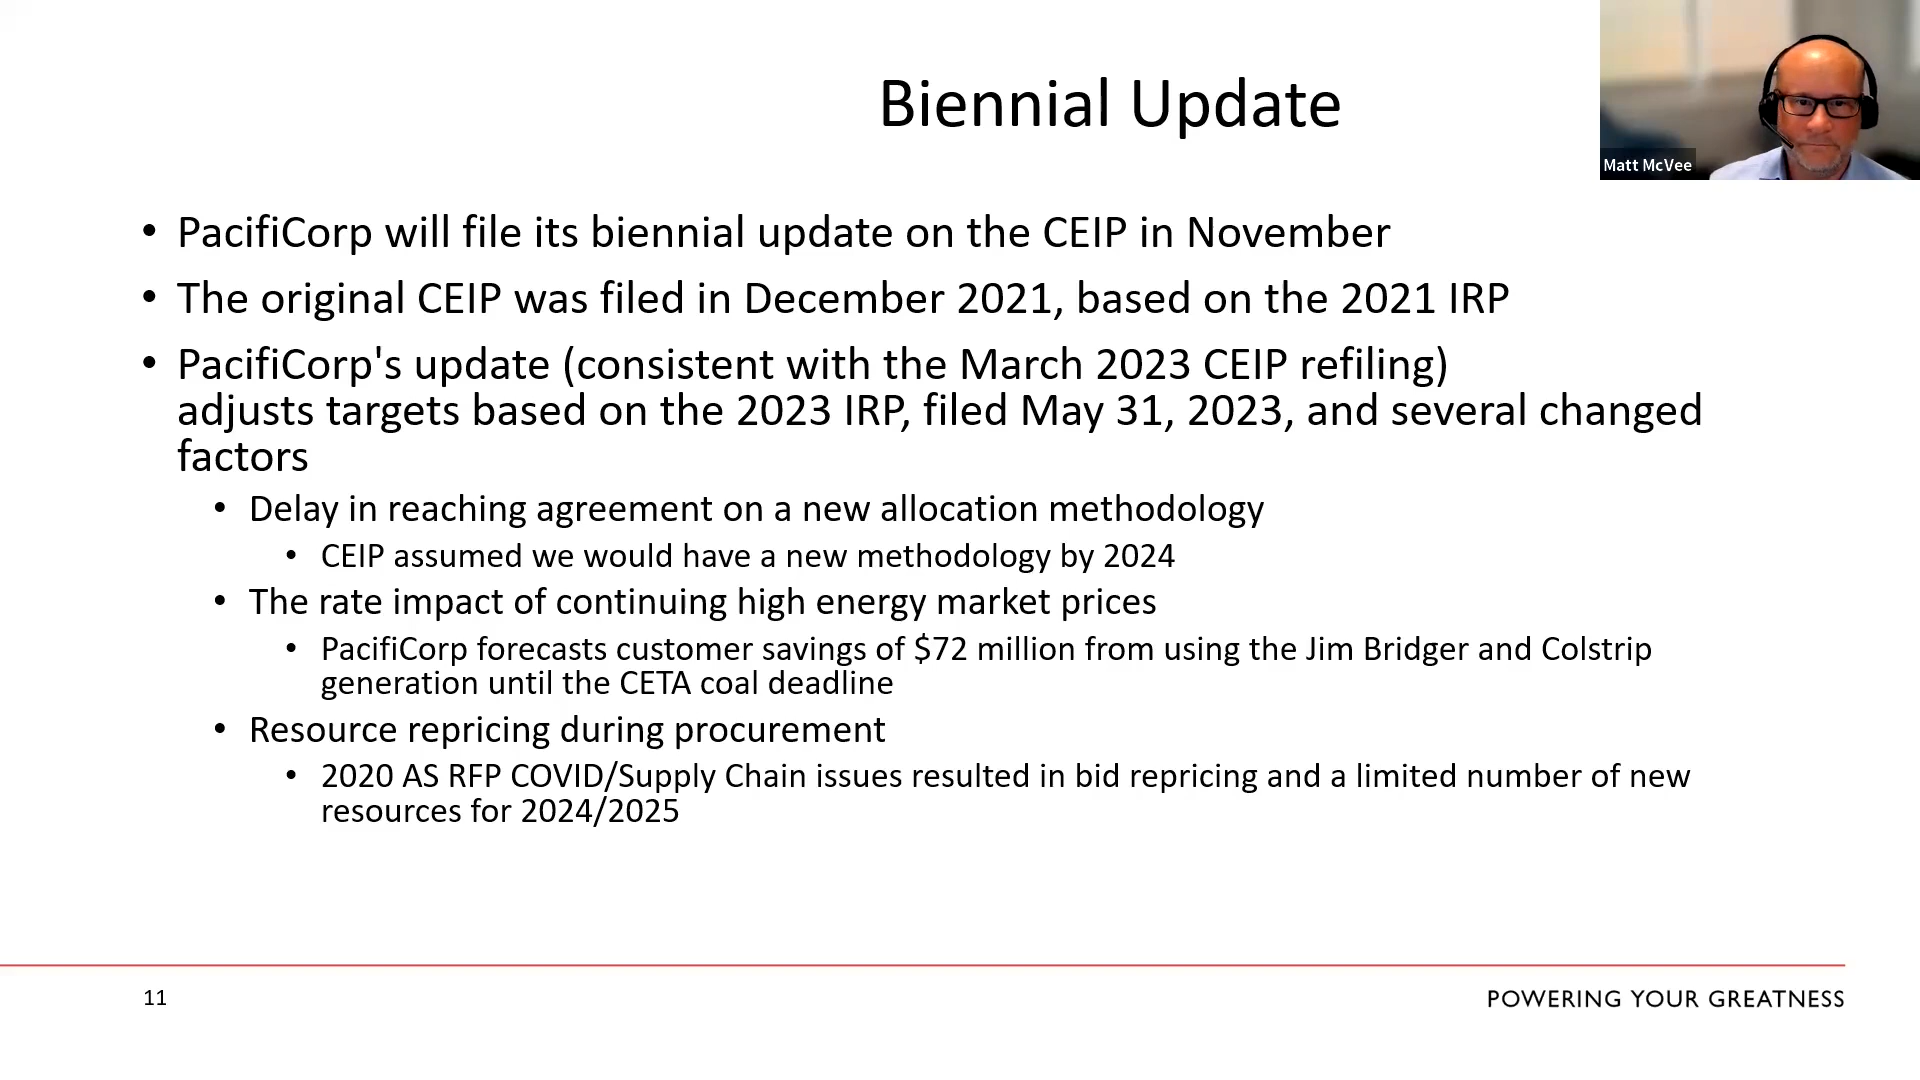 Biennial Update
Matt McVee
• PacifiCorp will file its biennial update on the CEIP in November
• The original CEIP was filed in December 2021, based on the 2021 IRP
• PacifiCorp's update (consistent with the March 2023 CEIP refiling)
adjusts targets based on the 2023 IRP, filed May 31, 2023, and several changed
factors
• Delay in reaching agreement on a new allocation methodology
• CEIP assumed we would have a new methodology by 2024
• The rate impact of continuing high energy market prices
• PacifiCorp forecasts customer savings of $72 million from using the Jim Bridger and Colstrip
generation until the CETA coal deadline
• Resource repricing during procurement
• 2020 AS RFP COVID/Supply Chain issues resulted in bid repricing and a limited number of new
resources for 2024/2025
11
POWERING YOUR GREATNESS